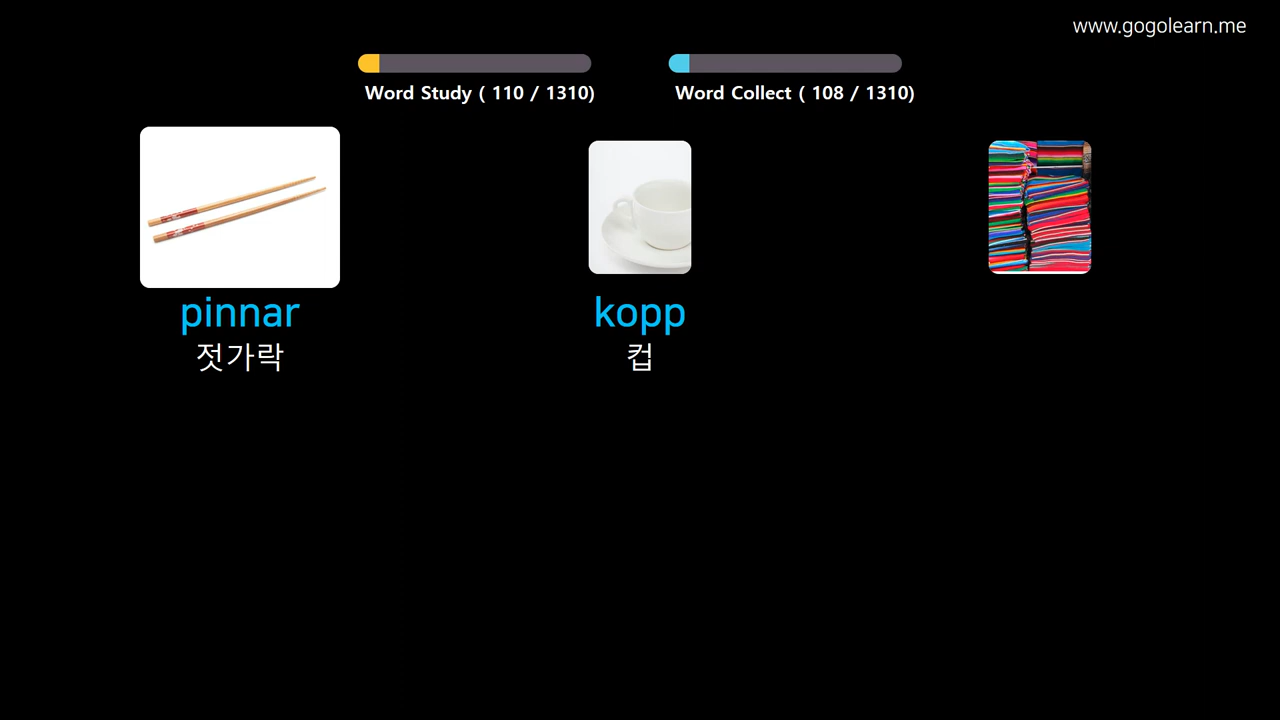 www.gogolearn.me
Word Study ( 110 / 1310)
Word Collect ( 108 / 1310)
pinnar
젓가락
kopp
컵